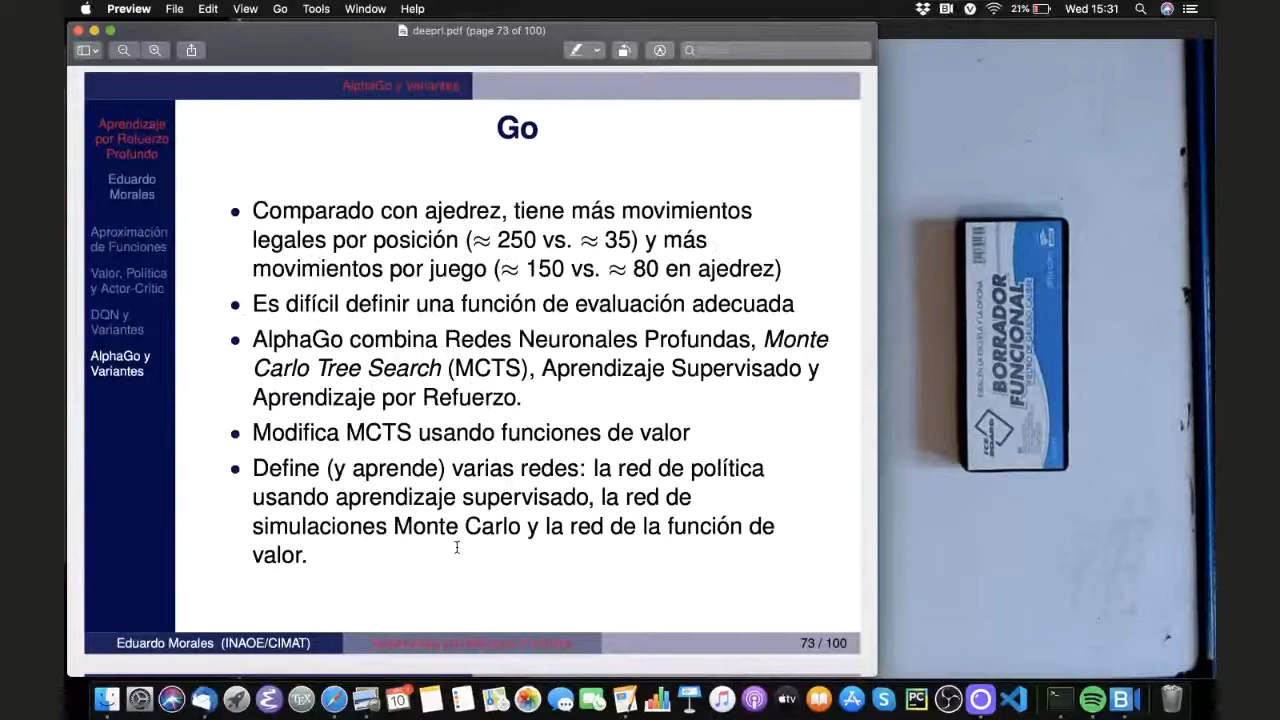 Preview File Edit View Go Tools Window Help
21% Wed 15:31
deeprl.pdf (page 73 of 100)
AlphaGo y Variantes
Aprendizaje
por Refuerzo
Profundo
Eduardo
Morales
Aproximación
de Funciones
Valor, Política
y Actor-Critic
DQN y
Variantes
AlphaGo y
Variantes
Go
• Comparado con ajedrez, tiene más movimientos
legales por posición (≈ 250 vs. ≈ 35) y más
movimientos por juego (≈ 150 vs. ≈ 80 en ajedrez)
• Es difícil definir una función de evaluación adecuada
• AlphaGo combina Redes Neuronales Profundas, Monte
Carlo Tree Search (MCTS), Aprendizaje Supervisado y
Aprendizaje por Refuerzo.
• Modifica MCTS usando funciones de valor
• Define (y aprende) varias redes: la red de política
usando aprendizaje supervisado, la red de
simulaciones Monte Carlo y la red de la función de
valor.
Eduardo Morales (INAOE/CIMAT)
73 / 100
BORRADOR
FUNCIONAL